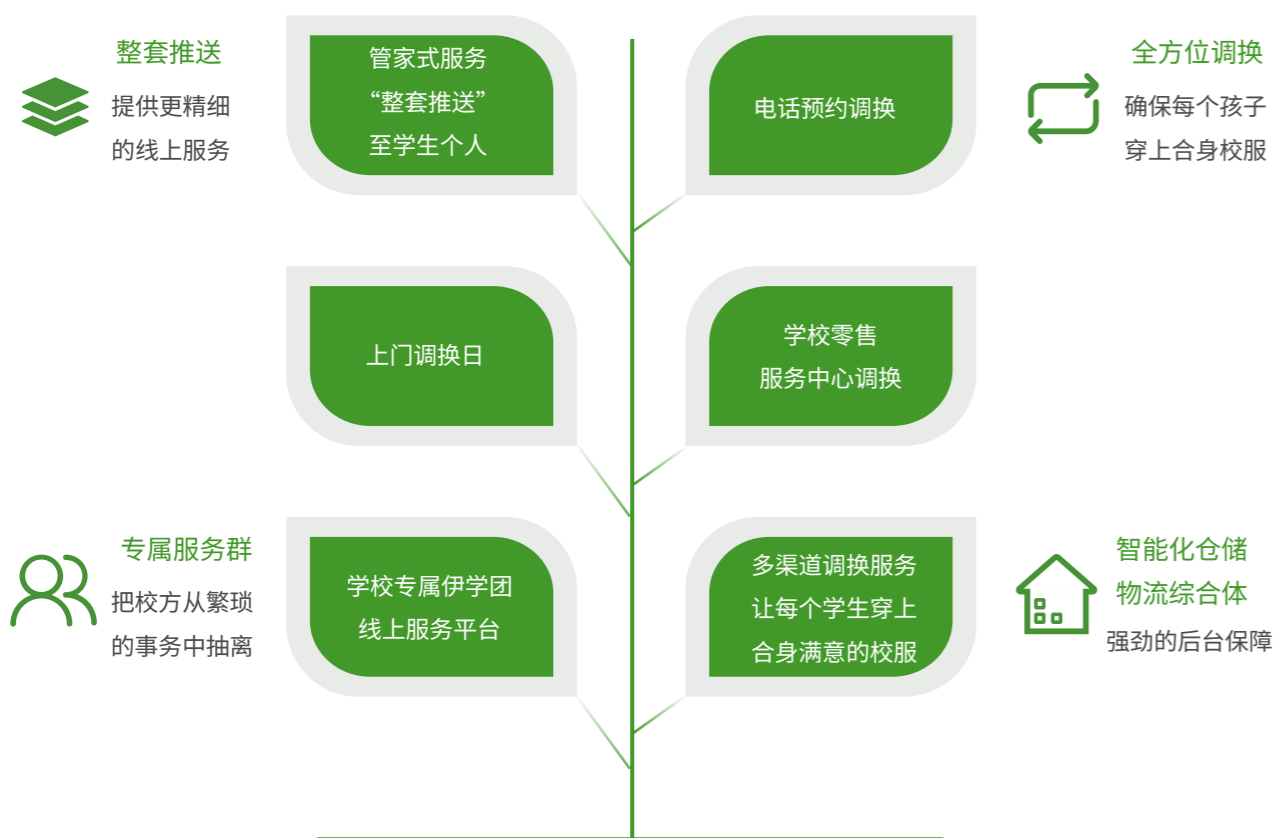 整套推送
提供更精细
的线上服务
管家式服务
“整套推送”
至学生个人
电话预约调换
全方位调换
确保每个孩子
穿上合身校服
上门调换日
学校零售
服务中心调换
专属服务群
把校方从繁琐
的事务中抽离
学校专属伊学团
线上服务平台
多渠道调换服务
让每个学生穿上
合身满意的校服
智能化仓储
物流综合体
强劲的后台保障